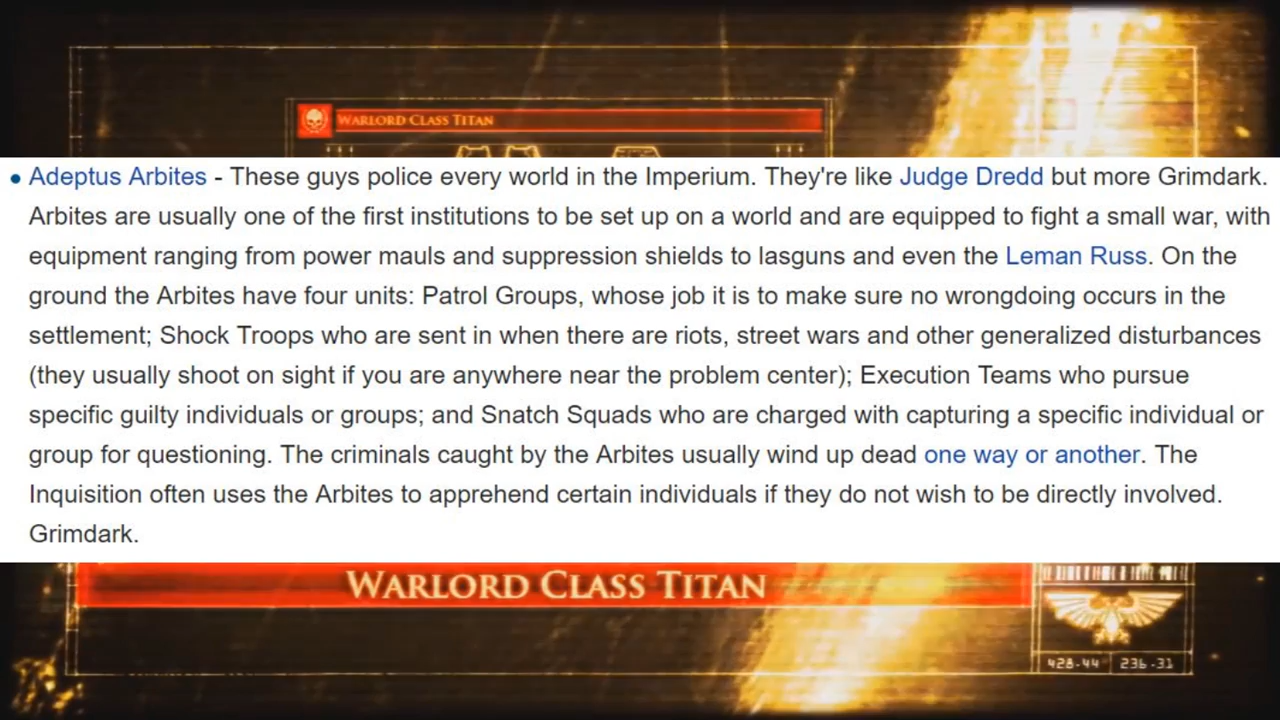 WARLORD CLASS TITAN
• Adeptus Arbites - These guys police every world in the Imperium. They're like Judge Dredd but more Grimdark.
Arbites are usually one of the first institutions to be set up on a world and are equipped to fight a small war, with
equipment ranging from power mauls and suppression shields to lasguns and even the Leman Russ. On the
ground the Arbites have four units: Patrol Groups, whose job it is to make sure no wrongdoing occurs in the
settlement; Shock Troops who are sent in when there are riots, street wars and other generalized disturbances
(they usually shoot on sight if you are anywhere near the problem center); Execution Teams who pursue
specific guilty individuals or groups; and Snatch Squads who are charged with capturing a specific individual or
group for questioning. The criminals caught by the Arbites usually wind up dead one way or another. The
Inquisition often uses the Arbites to apprehend certain individuals if they do not wish to be directly involved.
Grimdark.
WARLORD CLASS TITAN
428-44 236-31